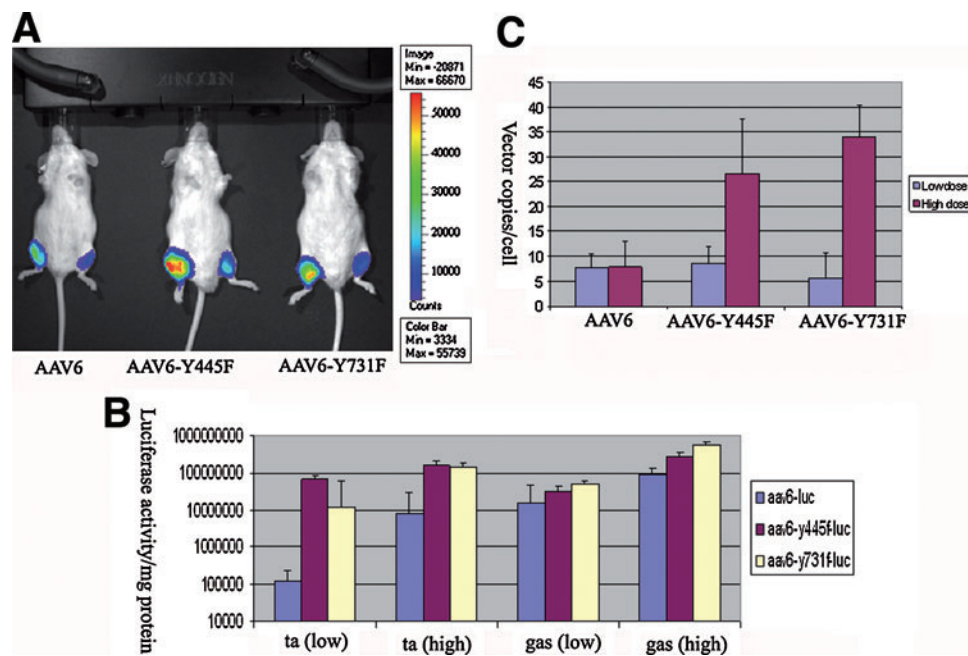 A
Image
Min = -20871
Max = 66670
50000
40000
30000
20000
10000
Counts
Color Bar
Min = 3334
Max = 55739
AAV6
AAV6-Y445F
AAV6-Y731F
C
Vector copies/cell
45
40
35
30
25
20
15
10
5
0
AAV6
AAV6-Y445F
AAV6-Y731F
Lowdose
High dose
B
Luciferase activity/mg protein
1000000000
100000000
10000000
1000000
100000
10000
ta (low)
ta (high)
gas (low)
gas (high)
aav6-luc
aav6-y445f-luc
aav6-y731f-luc